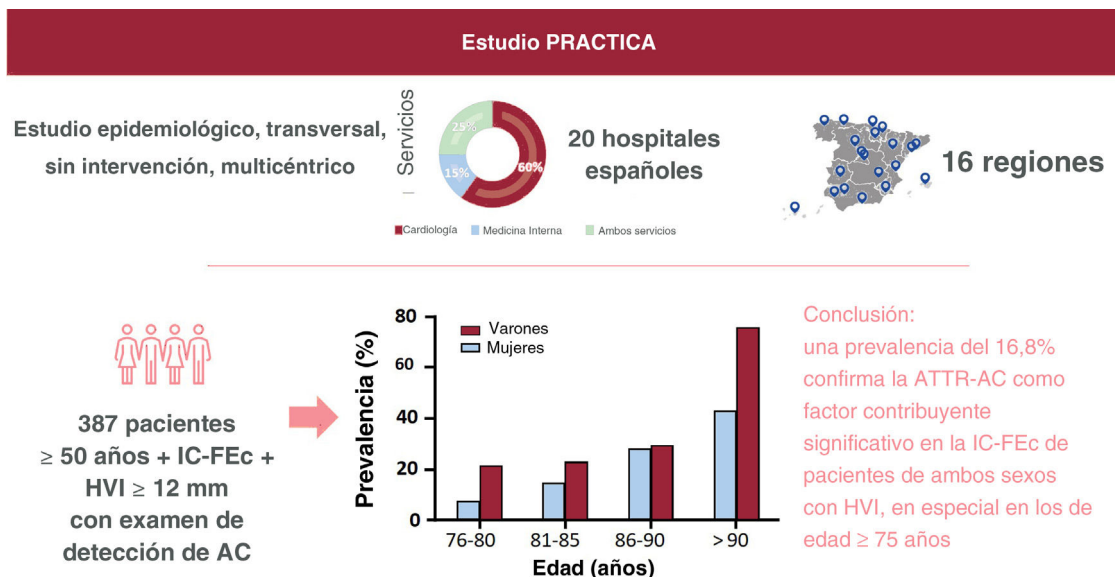 Estudio PRACTICA
Estudio epidemiológico, transversal,
sin intervención, multicéntrico
Servicios
25%
15%
60%
Cardiología
Medicina Interna
Ambos servicios
20 hospitales
españoles
16 regiones
387 pacientes
≥ 50 años + IC-FEc +
HVI ≥ 12 mm
con examen de
detección de AC
Prevalencia (%)
80
60
40
20
0
Varones
Mujeres
76-80
81-85
86-90
> 90
Edad (años)
Conclusión:
una prevalencia del 16,8%
confirma la ATTR-AC como
factor contribuyente
significativo en la IC-FEc de
pacientes de ambos sexos
con HVI, en especial en los de
edad ≥ 75 años